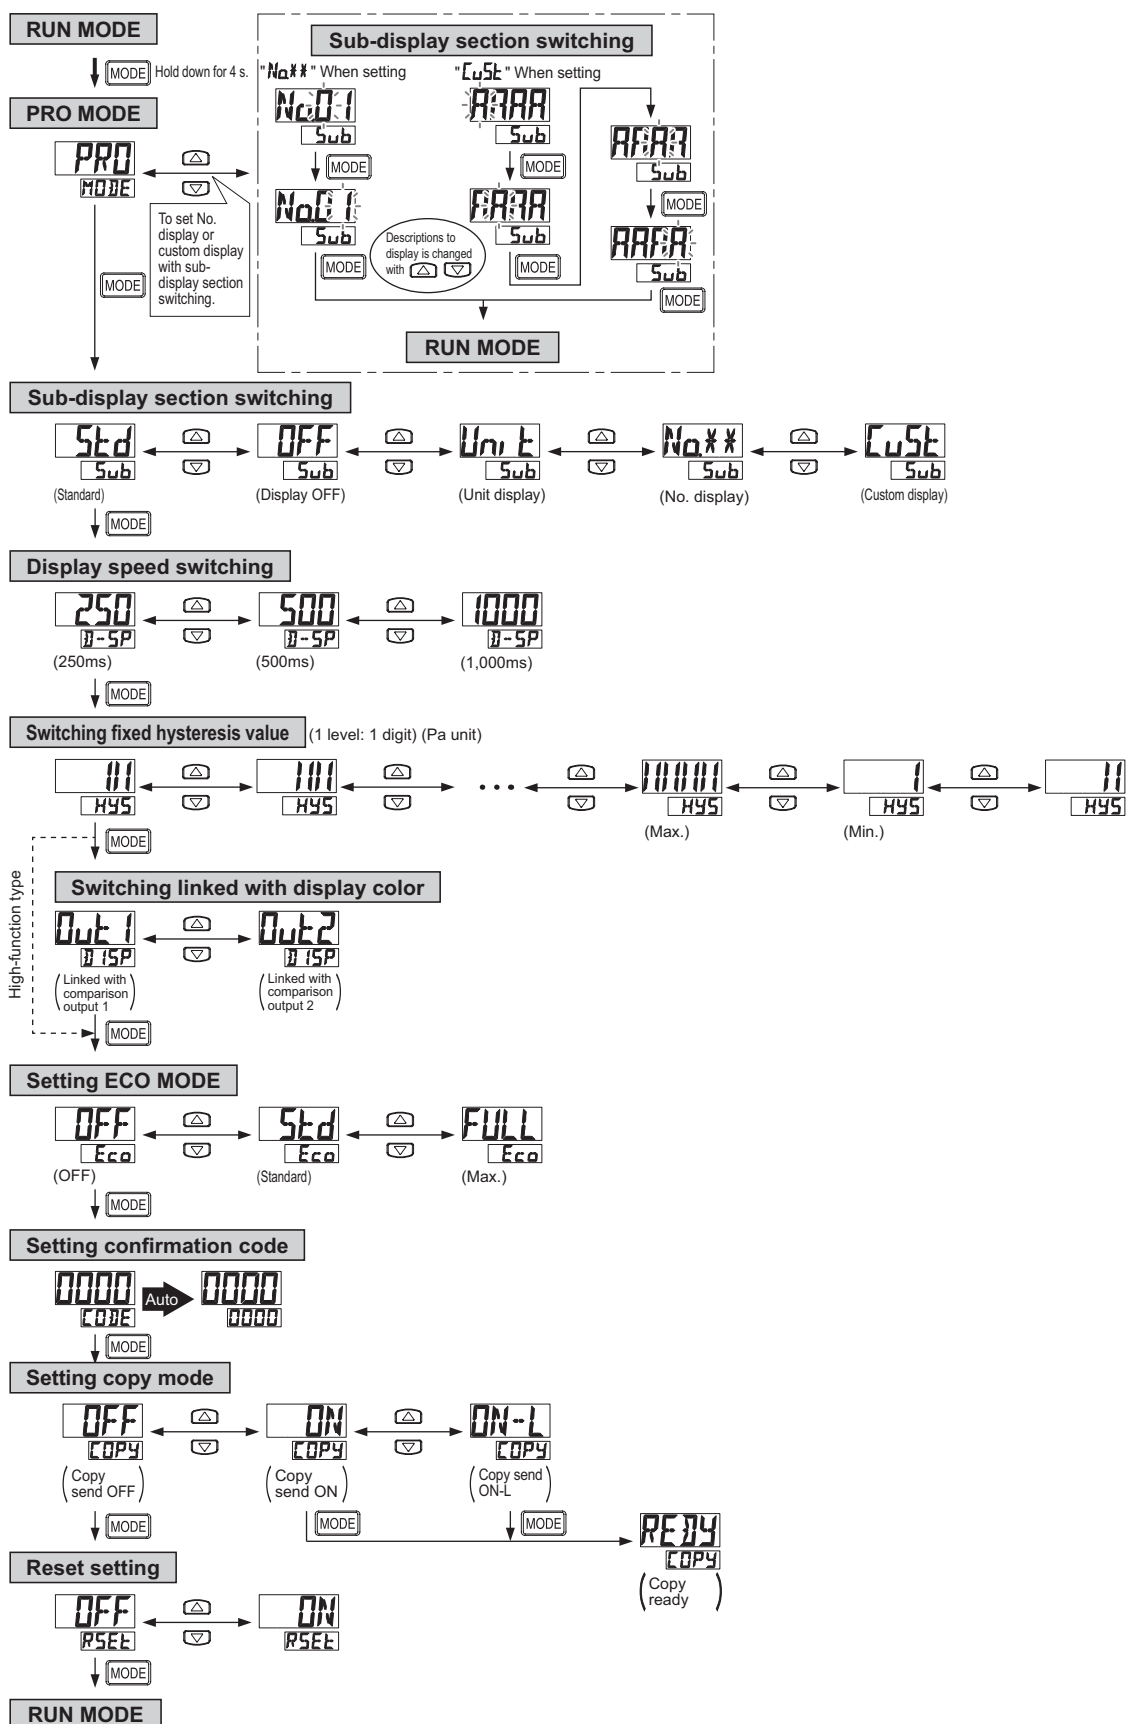 RUN MODE
MODE Hold down for 4 s.
PRO MODE
PRO
MODE
To set No.
display or
custom display
with sub-
display section
switching.
MODE
Sub-display section switching
"No.**" When setting
"CuSt" When setting
No.01
Sub
MODE
No.01
Sub
MODE
Descriptions to
display is changed
with
AAAA
Sub
MODE
AAAA
Sub
MODE
AAAA
Sub
MODE
AAAA
Sub
MODE
RUN MODE
Sub-display section switching
Std
Sub
(Standard)
OFF
Sub
(Display OFF)
Unit
Sub
(Unit display)
No.**
Sub
(No. display)
CuSt
Sub
(Custom display)
MODE
Display speed switching
250
D-SP
(250ms)
500
D-SP
(500ms)
1000
D-SP
(1,000ms)
MODE
Switching fixed hysteresis value (1 level: 1 digit) (Pa unit)
HYS
HYS
• • •
HYS
(Max.)
HYS
(Min.)
HYS
MODE
High-function type
Switching linked with display color
Out1
DISP
(Linked with
comparison
output 1)
Out2
DISP
(Linked with
comparison
output 2)
MODE
Setting ECO MODE
OFF
Eco
(OFF)
Std
Eco
(Standard)
FULL
Eco
(Max.)
MODE
Setting confirmation code
0000
CODE
Auto
0000
0000
MODE
Setting copy mode
OFF
COPY
(Copy
send OFF)
ON
COPY
(Copy
send ON)
ON-L
COPY
(Copy send
ON-L)
MODE
MODE
MODE
REDY
COPY
(Copy
ready)
Reset setting
OFF
RSEt
ON
RSEt
MODE
RUN MODE